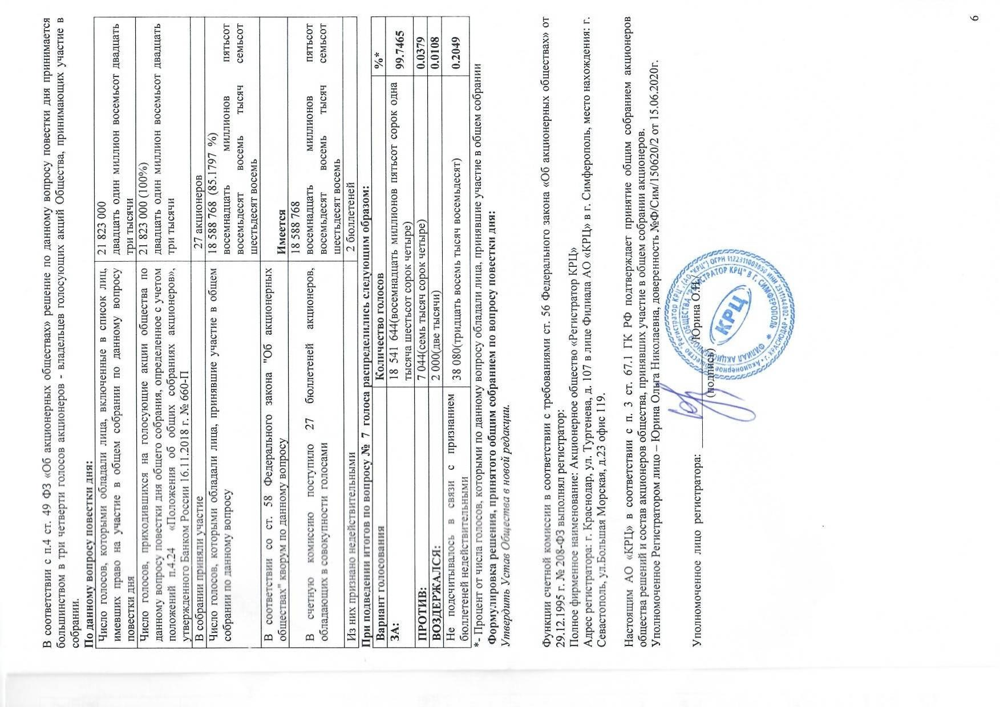 В соответствии с п.4 ст. 49 ФЗ «Об акционерных обществах» решение по данному вопросу повестки дня принимается
большинством в три четверти голосов акционеров - владельцев голосующих акций Общества, принимающих участие в
собрании.
По данному вопросу повестки дня:
Число голосов, которыми обладали лица, включенные в список лиц,
имевших право на участие в общем собрании по данному вопросу
повестки дня
21 823 000
двадцать один миллион восемьсот двадцать
три тысячи
Число голосов, приходившихся на голосующие акции общества по
данному вопросу повестки дня общего собрания, определенное с учетом
положений п.4.24 «Положения об общих собраниях акционеров»,
утвержденного Банком России 16.11.2018 г. № 660-П
21 823 000 (100%)
двадцать один миллион восемьсот двадцать
три тысячи
В собрании приняли участие
27 акционеров
Число голосов, которыми обладали лица, принявшие участие в общем
собрании по данному вопросу
18 588 768 (85.1797 %)
восемнадцать миллионов пятьсот
восемьдесят восемь тысяч семьсот
шестьдесят восемь
В соответствии со ст. 58 Федерального закона "Об акционерных
обществах" кворум по данному вопросу
Имеется
В счетную комиссию поступило 27 бюллетеней акционеров,
обладающих в совокупности голосами
18 588 768
восемнадцать миллионов пятьсот
восемьдесят восемь тысяч семьсот
шестьдесят восемь
Из них признано недействительными
2 бюллетеней
При подведении итогов по вопросу № 7 голоса распределились следующим образом:
Вариант голосования Количество голосов %*
ЗА: 18 541 644(восемнадцать миллионов пятьсот сорок одна
тысяча шестьсот сорок четыре) 99.7465
ПРОТИВ: 7 044(семь тысяч сорок четыре) 0.0379
ВОЗДЕРЖАЛСЯ: 2 000(две тысячи) 0.0108
Не подсчитывалось в связи с признанием
бюллетеней недействительными
38 080(тридцать восемь тысяч восемьдесят) 0.2049
*- Процент от числа голосов, которыми по данному вопросу обладали лица, принявшие участие в общем собрании
Формулировка решения, принятого общим собранием по вопросу повестки дня:
Утвердить Устав Общества в новой редакции.
Функции счетной комиссии в соответствии с требованиями ст. 56 Федерального закона «Об акционерных обществах» от
29.12.1995 г. № 208-ФЗ выполнял регистратор:
Полное фирменное наименование: Акционерное общество «Регистратор КРЦ»
Адрес регистратора: г. Краснодар, ул. Тургенева, д. 107 в лице Филиала АО «КРЦ» в г. Симферополь, место нахождения: г.
Севастополь, ул.Большая Морская, д.23 офис 119.
Настоящим АО «КРЦ» в соответствии с п. 3 ст. 67.1 ГК РФ подтверждает принятие общим собранием акционеров
общества решений и состав акционеров общества, принявших участие в общем собрании акционеров.
Уполномоченное Регистратором лицо – Юрина Ольга Николаевна, доверенность №Ф/Сим/150620/2 от 15.06.2020г.
Уполномоченное лицо регистратора: /Юрина О.Н./
(подпись)
Акционерное общество "Регистратор КРЦ" (АО "КРЦ") ОГРН 1122311003650 ИНН 2311144802 • г. КРАСНОДАР •
ФИЛИАЛ АКЦИОНЕРНОГО ОБЩЕСТВА "РЕГИСТРАТОР КРЦ" В Г. СИМФЕРОПОЛЬ *
КРЦ
6